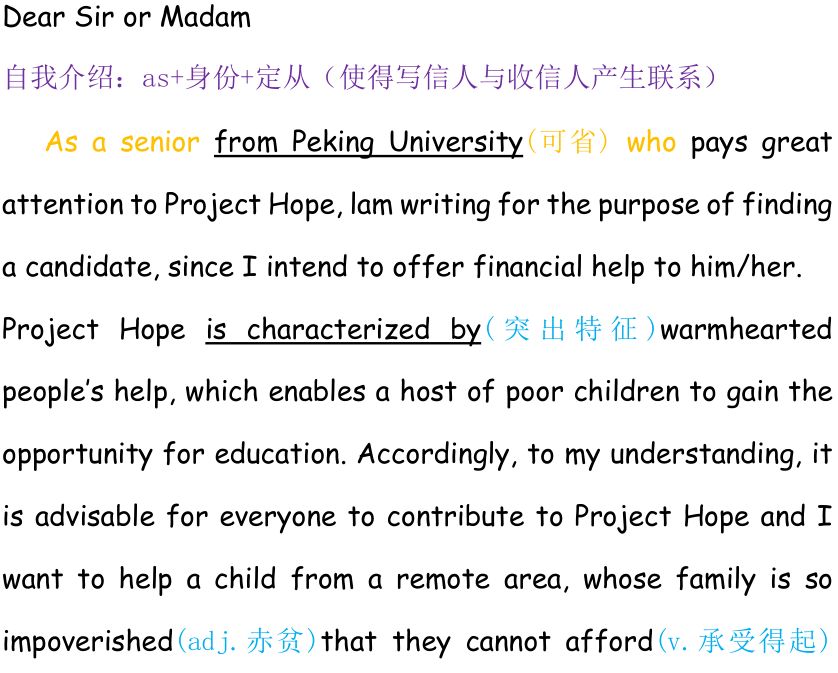 Dear Sir or Madam
自我介绍：as+身份+定从（使得写信人与收信人产生联系）
As a senior from Peking University(可省) who pays great
attention to Project Hope, Iam writing for the purpose of finding
a candidate, since I intend to offer financial help to him/her.
Project Hope is characterized by(突出特征)warmhearted
people’s help, which enables a host of poor children to gain the
opportunity for education. Accordingly, to my understanding, it
is advisable for everyone to contribute to Project Hope and I
want to help a child from a remote area, whose family is so
impoverished(adj.赤贫)that they cannot afford(v.承受得起)